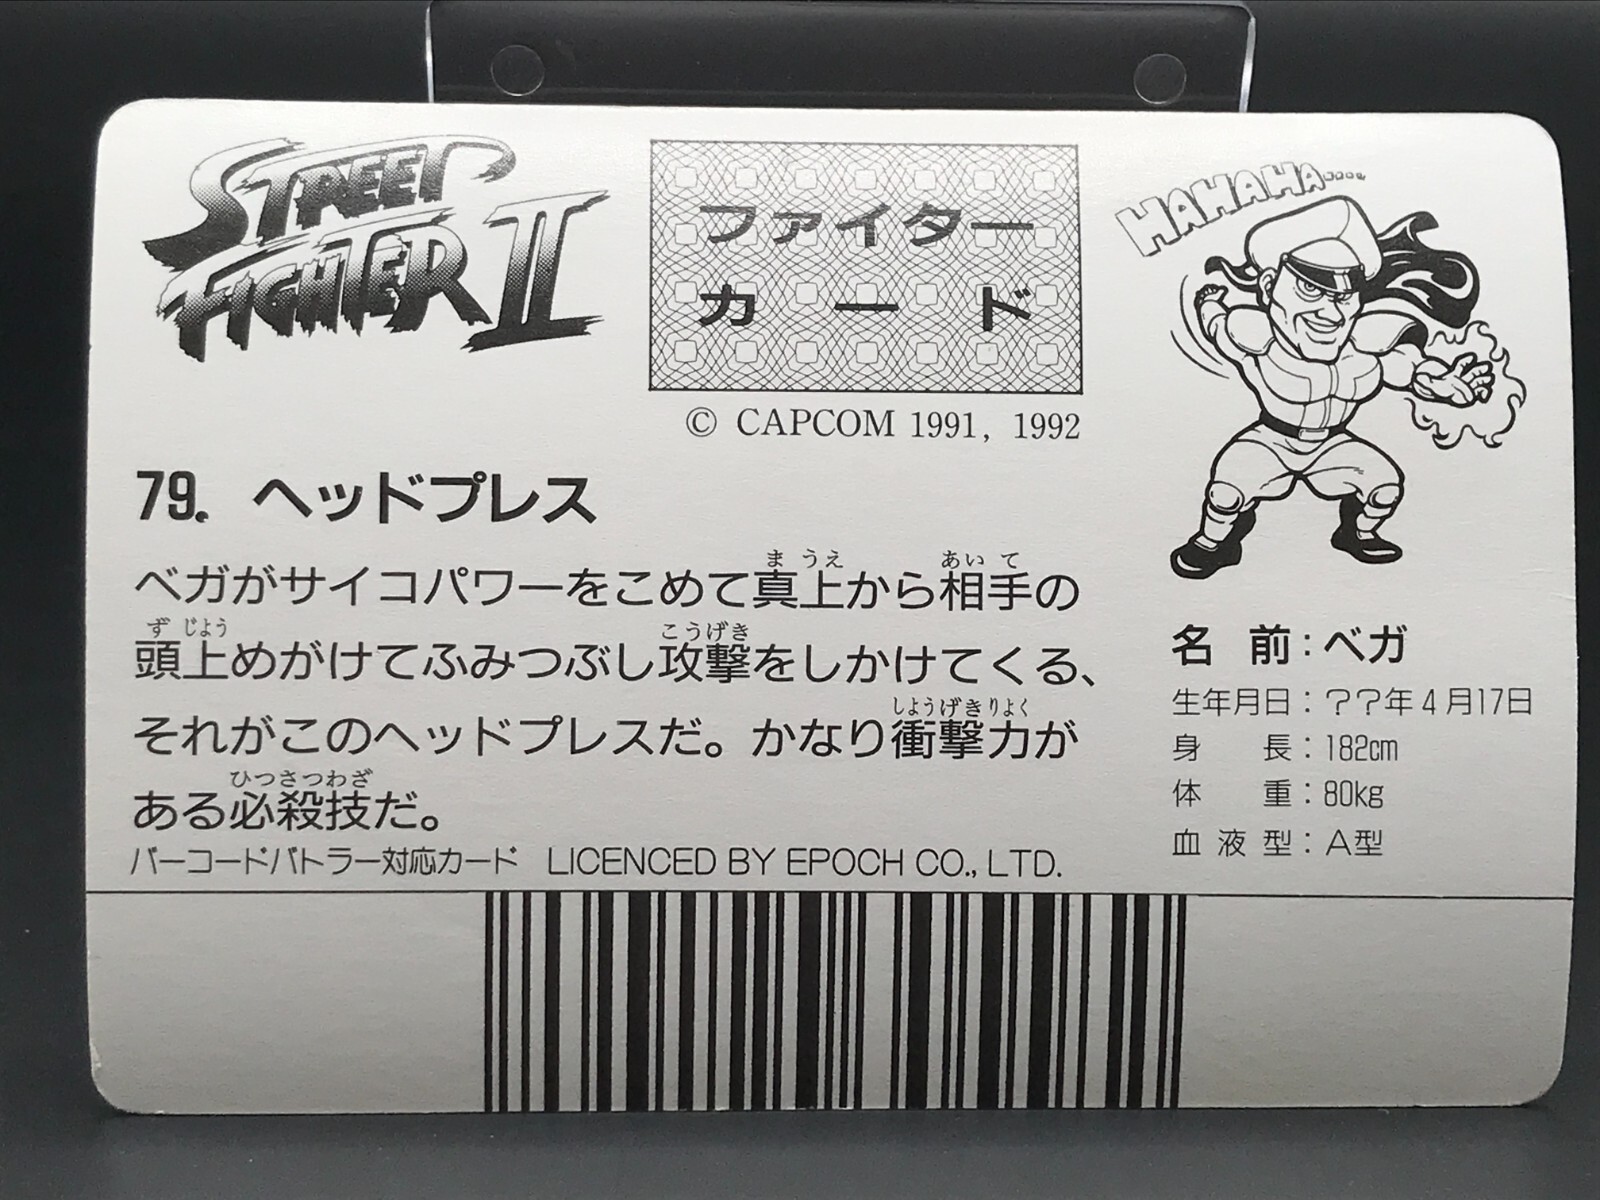 STREET
FIGHTER II
ファイター
カード
© CAPCOM 1991, 1992
HAHAHA....
79. ヘッドプレス
ベガがサイコパワーをこめて真上から相手の
頭上めがけてふみつぶし攻撃をしかけてくる、
それがこのヘッドプレスだ。かなり衝撃力が
ある必殺技だ。
バーコードバトラー対応カード LICENCED BY EPOCH CO., LTD.
名前：ベガ
生年月日：??年4月17日
身長：182cm
体重：80kg
血液型：A型